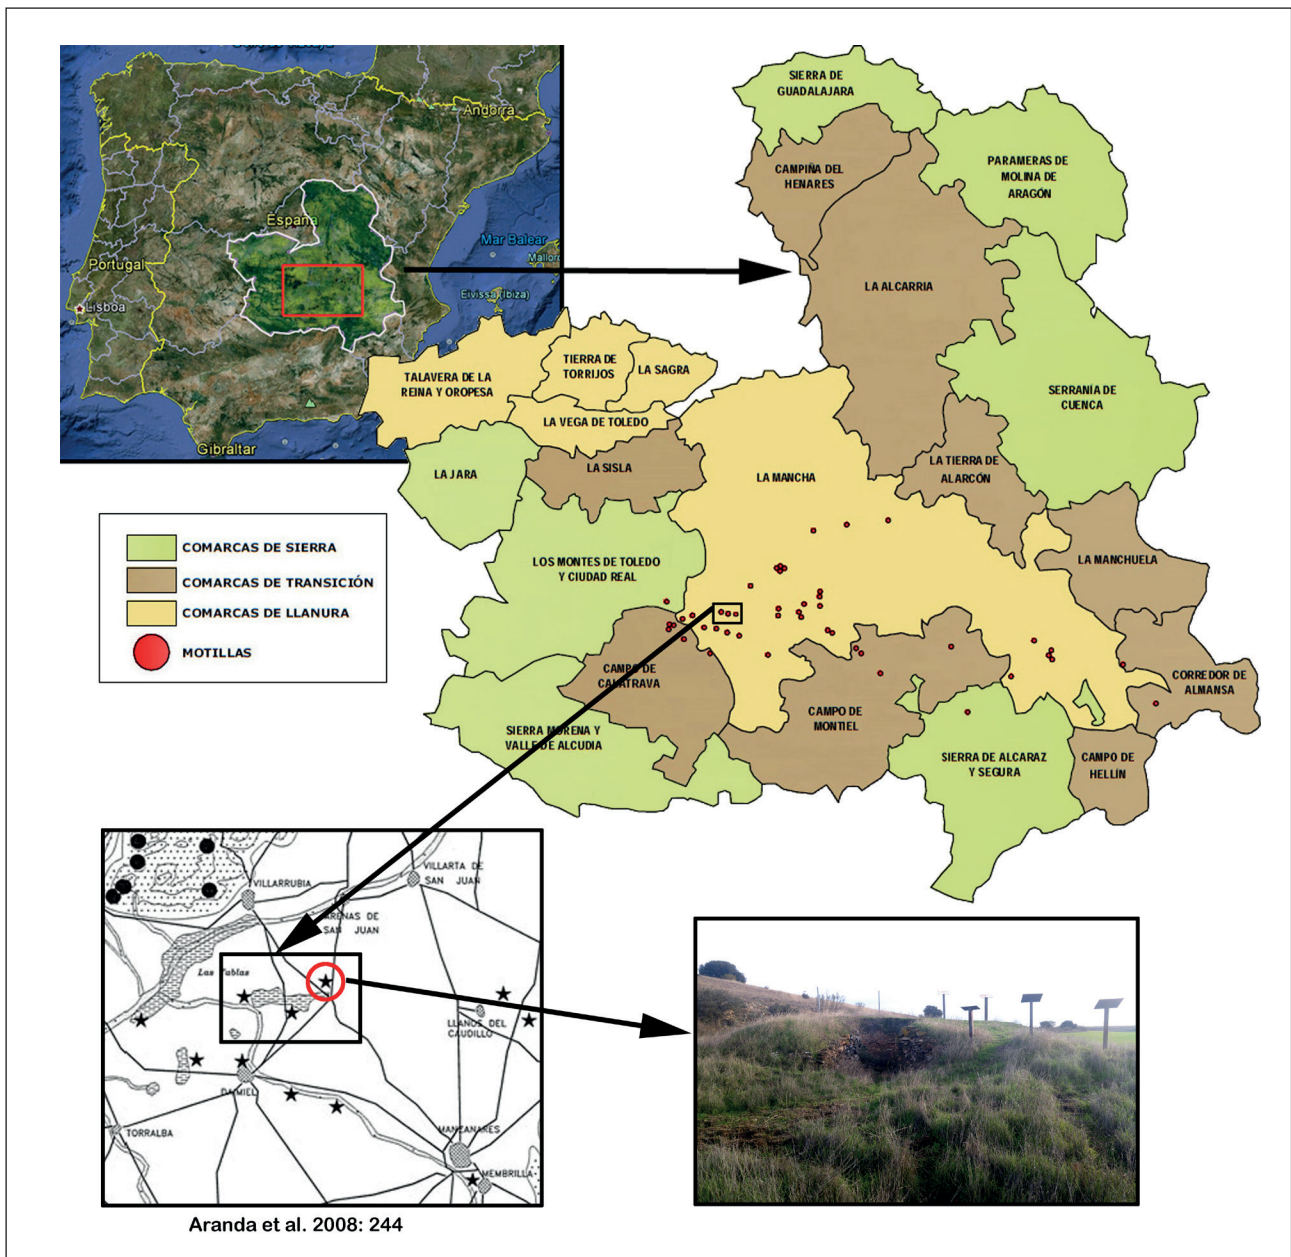 Andorra
España
Portugal
Lisboa
Mar Balear
Eivissa (Ibiza)
Gibraltar
SIERRA DE
GUADALAJARA
CAMPIÑA DEL
HENARES
PARAMERAS DE
MOLINA DE
ARAGÓN
LA ALCARRIA
SERRANÍA DE
CUENCA
TALAVERA DE LA
REINA Y OROPESA
TIERRA DE
TORRIJOS
LA SAGRA
LA VEGA DE TOLEDO
LA JARA
LA SISLA
LA MANCHA
LA TIERRA DE
ALARCÓN
LA MANCHUELA
LOS MONTES DE TOLEDO
Y CIUDAD REAL
CAMPO DE
CALATRAVA
CORREDOR DE
ALMANSA
CAMPO DE
MONTIEL
SIERRA MORENA Y
VALLE DE ALCUDIA
SIERRA DE ALCARAZ
Y SEGURA
CAMPO DE
HELLÍN
COMARCAS DE SIERRA
COMARCAS DE TRANSICIÓN
COMARCAS DE LLANURA
MOTILLAS
VILLARTA DE
SAN JUAN
VILLARRUBIA
ARENAS DE
SAN JUAN
Las Tablas
LLANOS DEL
CAUDILLO
DAIMIEL
TORRALBA
MANZANARES
MEMBRILLA
Aranda et al. 2008: 244